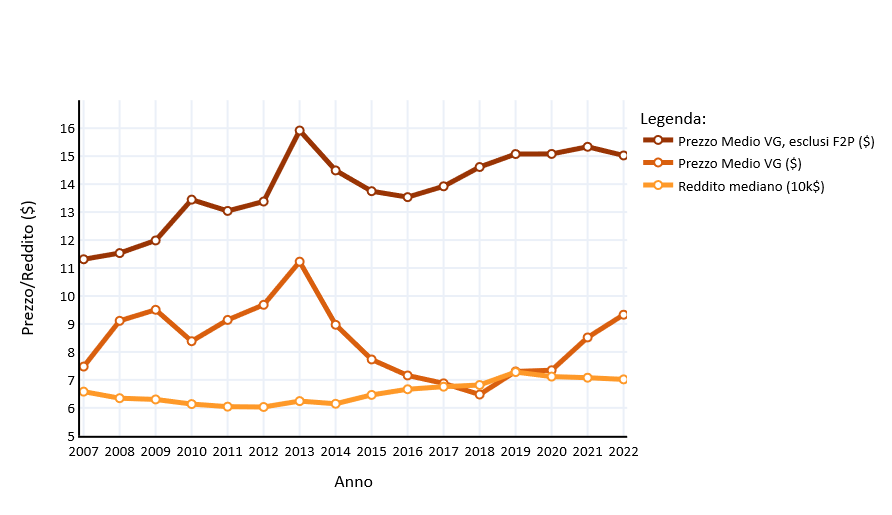 Legenda:
Prezzo Medio VG, esclusi F2P ($)
Prezzo Medio VG ($)
Reddito mediano (10k$)
Prezzo/Reddito ($)
16
15
14
13
12
11
10
9
8
7
6
5
2007 2008 2009 2010 2011 2012 2013 2014 2015 2016 2017 2018 2019 2020 2021 2022
Anno